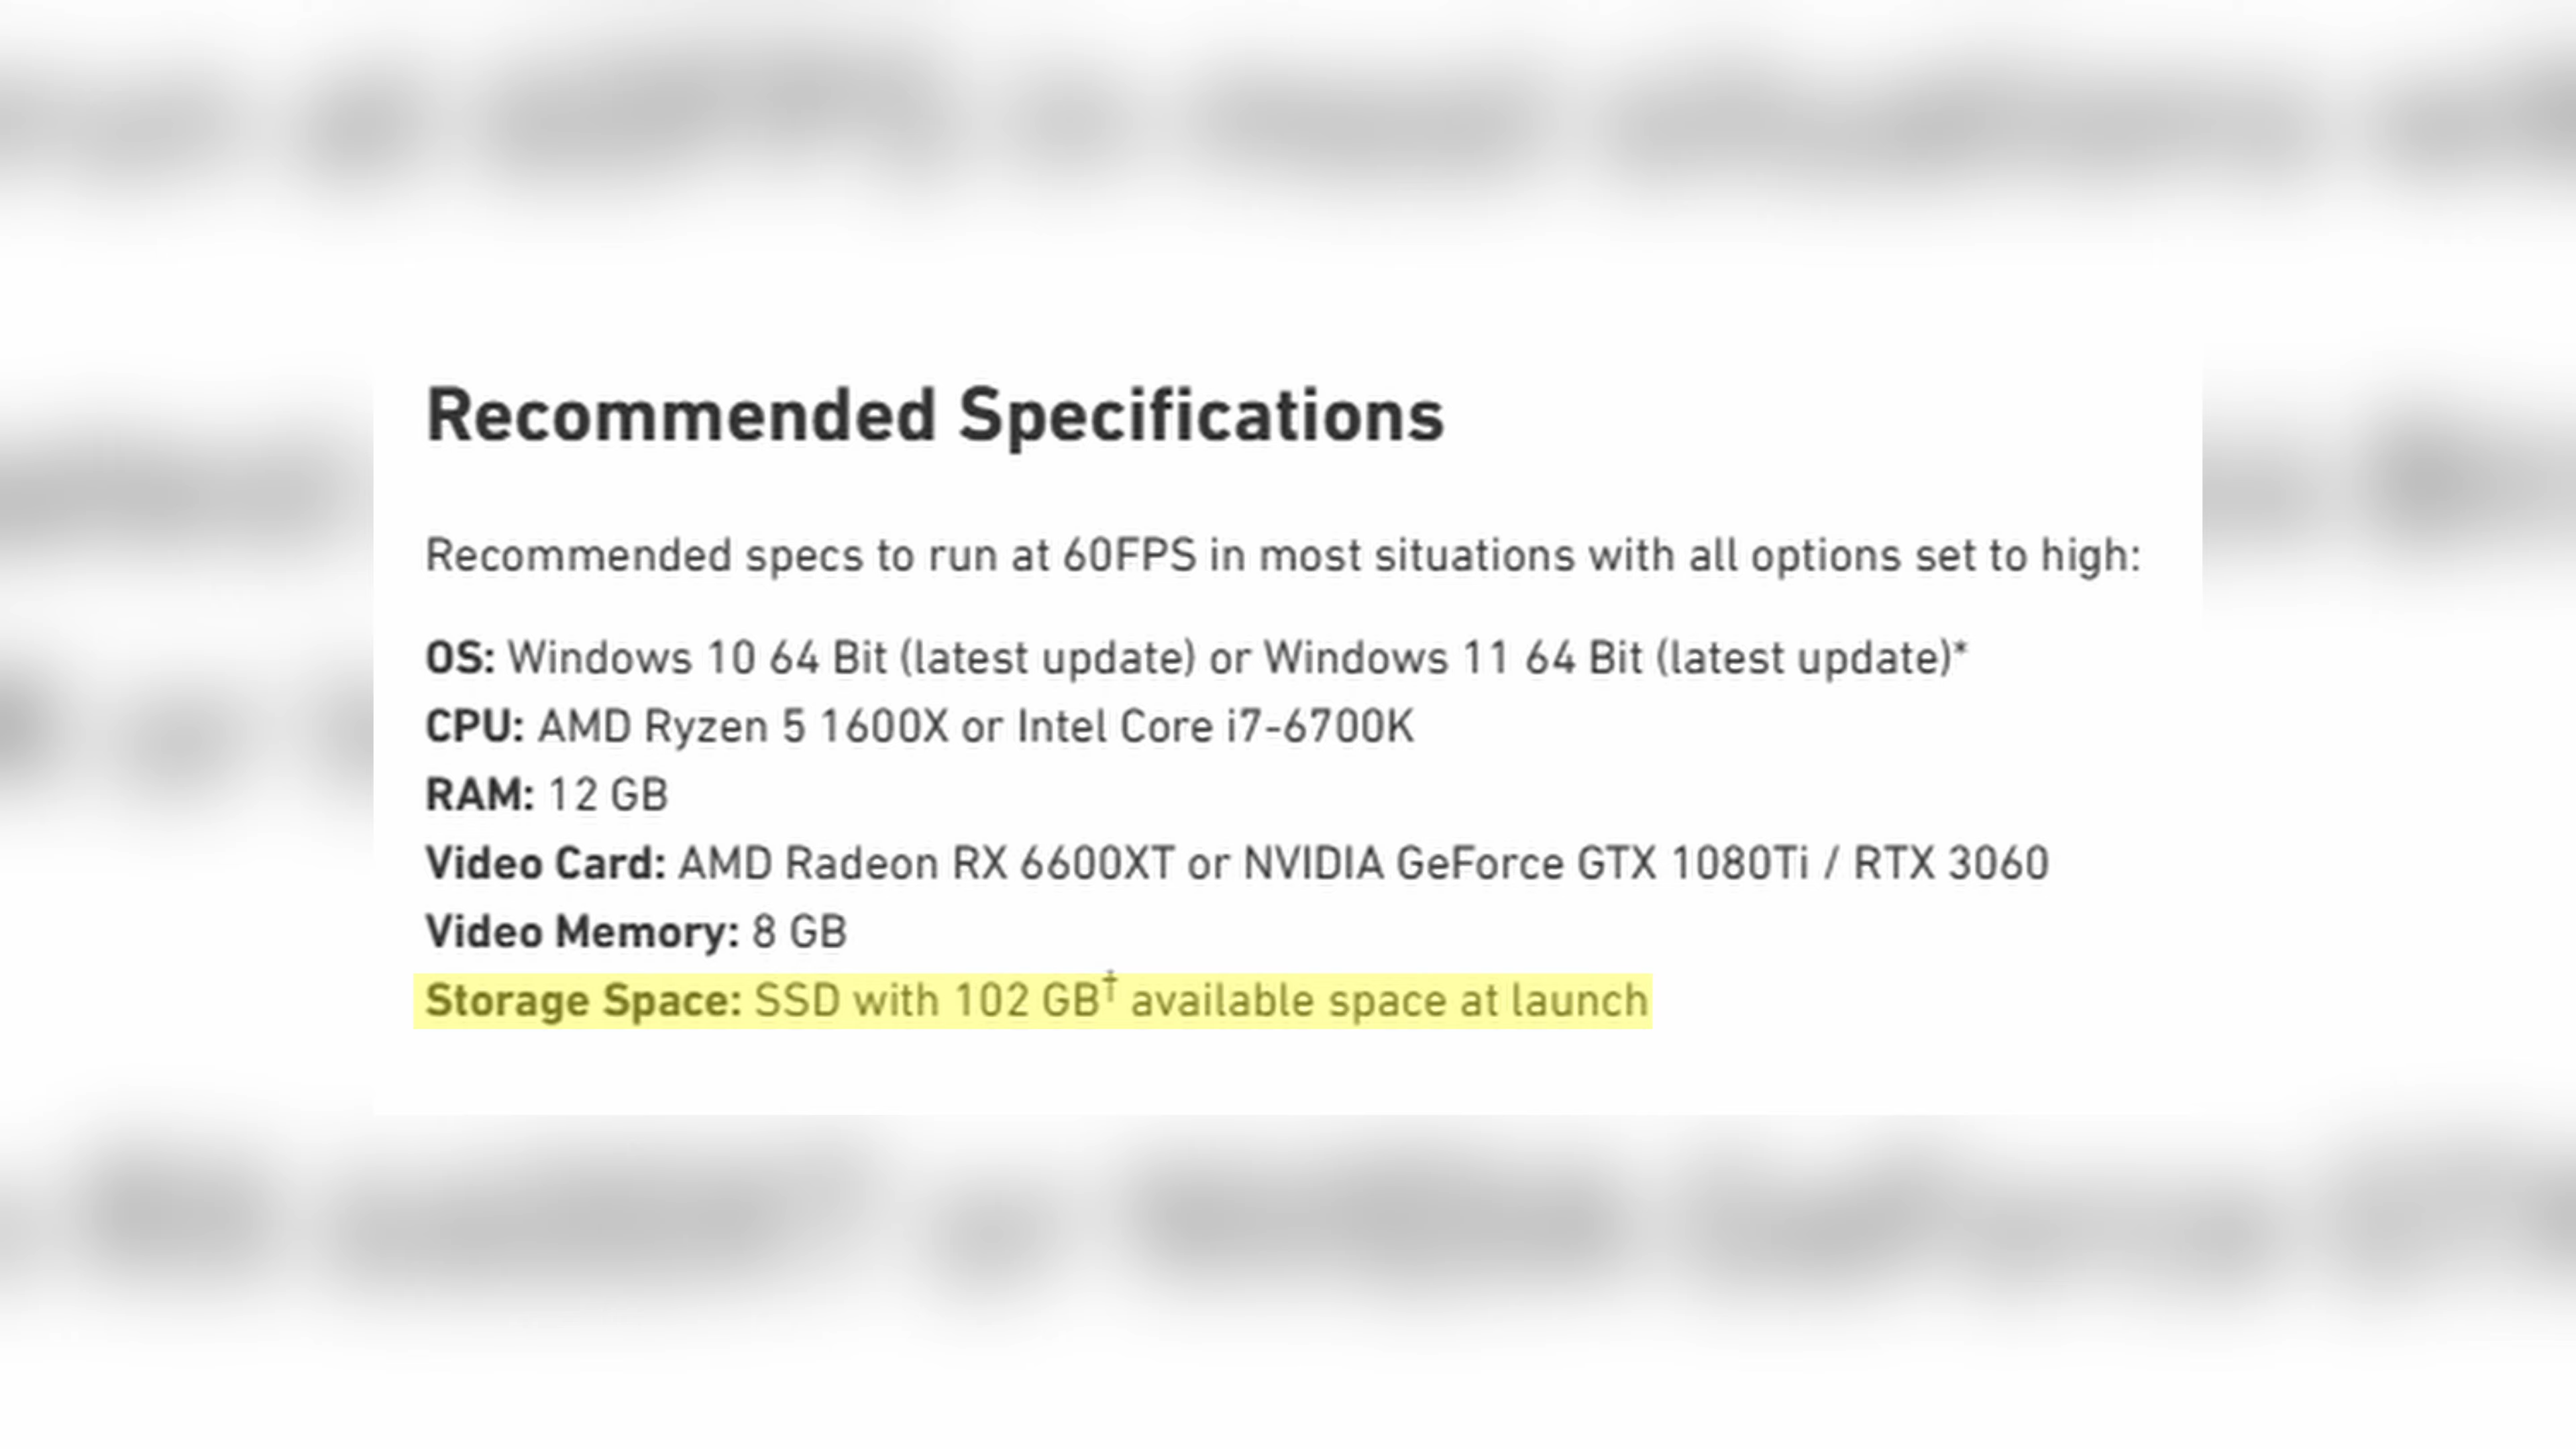 Recommended Specifications
Recommended specs to run at 60FPS in most situations with all options set to high:
OS: Windows 10 64 Bit (latest update) or Windows 11 64 Bit (latest update)*
CPU: AMD Ryzen 5 1600X or Intel Core i7-6700K
RAM: 12 GB
Video Card: AMD Radeon RX 6600XT or NVIDIA GeForce GTX 1080Ti / RTX 3060
Video Memory: 8 GB
Storage Space: SSD with 102 GB† available space at launch